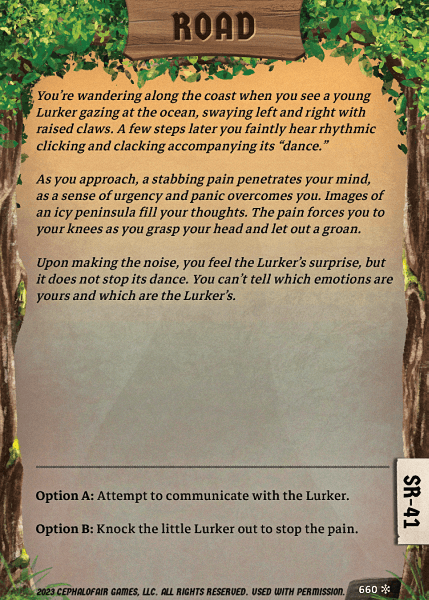 ROAD
You're wandering along the coast when you see a young
Lurker gazing at the ocean, swaying left and right with
raised claws. A few steps later you faintly hear rhythmic
clicking and clacking accompanying its “dance.”
As you approach, a stabbing pain penetrates your mind,
as a sense of urgency and panic overcomes you. Images of
an icy peninsula fill your thoughts. The pain forces you to
your knees as you grasp your head and let out a groan.
Upon making the noise, you feel the Lurker's surprise, but
it does not stop its dance. You can't tell which emotions are
yours and which are the Lurker's.
Option A: Attempt to communicate with the Lurker.
Option B: Knock the little Lurker out to stop the pain.
SR-41
2023 CEPHALOFAIR GAMES, LLC. ALL RIGHTS RESERVED. USED WITH PERMISSION.
660